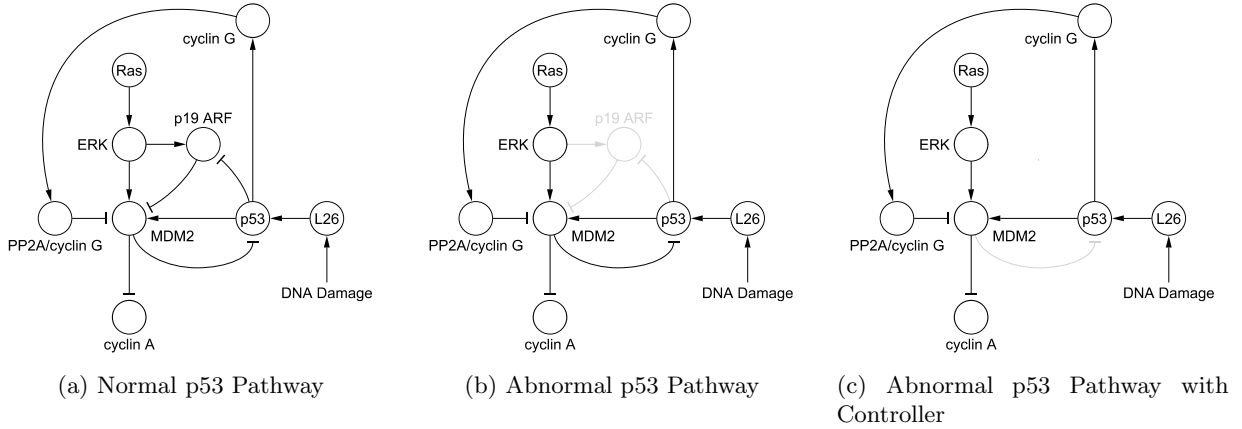 cyclin G
Ras
p19 ARF
ERK
p53
L26
MDM2
PP2A/cyclin G
DNA Damage
cyclin A
(a) Normal p53 Pathway
cyclin G
Ras
p19 ARF
ERK
p53
L26
MDM2
PP2A/cyclin G
DNA Damage
cyclin A
(b) Abnormal p53 Pathway
cyclin G
Ras
ERK
p53
L26
MDM2
PP2A/cyclin G
DNA Damage
cyclin A
(c) Abnormal p53 Pathway with
Controller